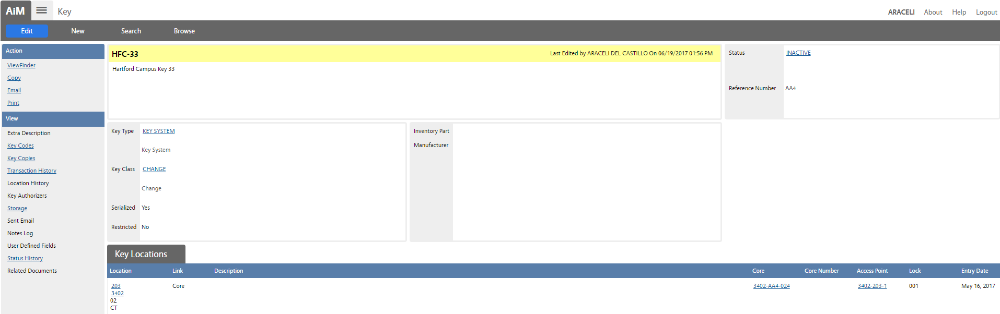 AiM
Key
ARACELI About Help Logout
Edit New Search Browse
Action
ViewFinder
Copy
Email
Print
View
Extra Description
Key Codes
Key Copies
Transaction History
Location History
Key Authorizers
Storage
Sent Email
Notes Log
User Defined Fields
Status History
Related Documents
HFC-33 Last Edited by ARACELI DEL CASTILLO On 06/19/2017 01:56 PM
Hartford Campus Key 33
Status INACTIVE
Reference Number AA4
Key Type KEY SYSTEM
Key System
Key Class CHANGE
Change
Serialized Yes
Restricted No
Inventory Part
Manufacturer
Key Locations
Location Link Description Core Core Number Access Point Lock Entry Date
203 Core 3402-AA4-024 3402-203-1 001 May 16, 2017
3402
02
CT